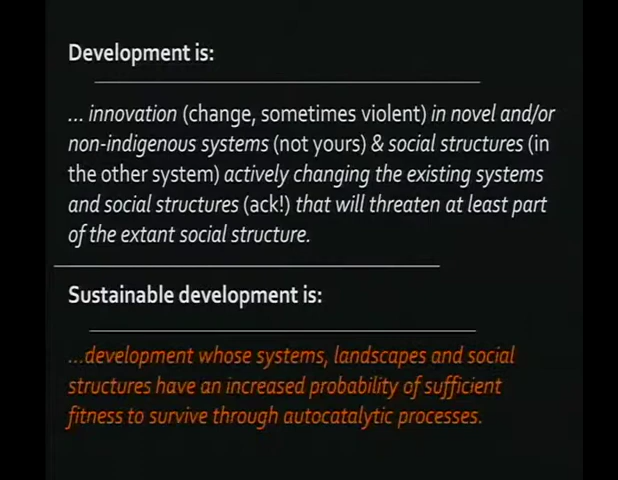 Development is:
... innovation (change, sometimes violent) in novel and/or
non-indigenous systems (not yours) & social structures (in
the other system) actively changing the existing systems
and social structures (ack!) that will threaten at least part
of the extant social structure.
Sustainable development is:
...development whose systems, landscapes and social
structures have an increased probability of sufficient
fitness to survive through autocatalytic processes.